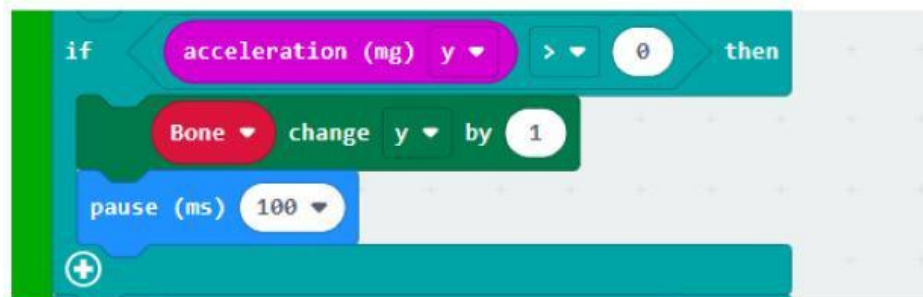 if acceleration (mg) y > 0 then
Bone change y by 1
pause (ms) 100